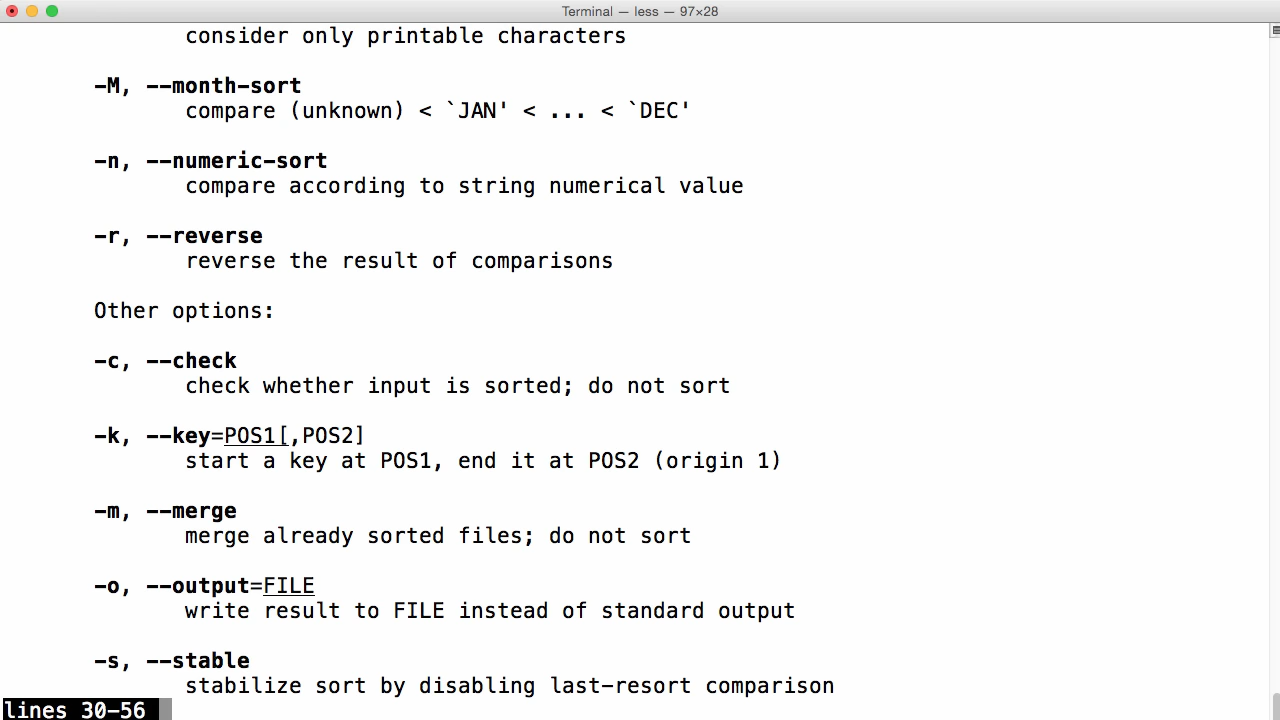 Terminal — less — 97×28
consider only printable characters
-M, --month-sort
compare (unknown) < `JAN' < ... < `DEC'
-n, --numeric-sort
compare according to string numerical value
-r, --reverse
reverse the result of comparisons
Other options:
-c, --check
check whether input is sorted; do not sort
-k, --key=POS1[,POS2]
start a key at POS1, end it at POS2 (origin 1)
-m, --merge
merge already sorted files; do not sort
-o, --output=FILE
write result to FILE instead of standard output
-s, --stable
stabilize sort by disabling last-resort comparison
lines 30-56